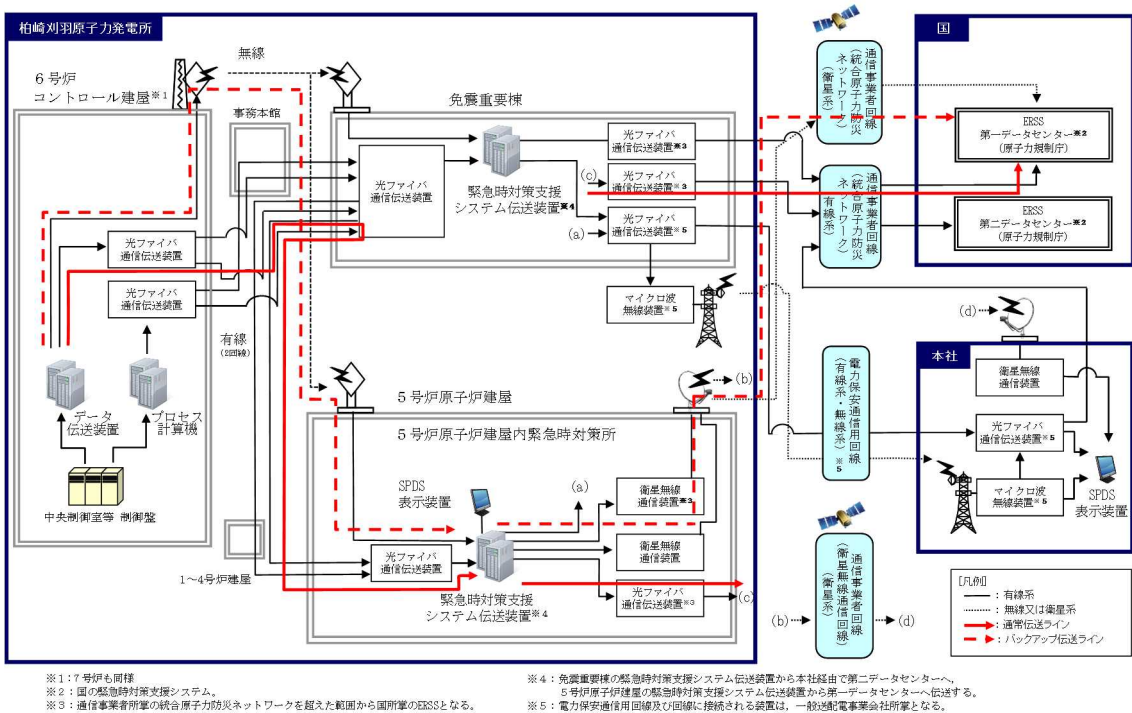 柏崎刈羽原子力発電所
6号炉
コントロール建屋※1
無線
事務本館
免震重要棟
光ファイバ
通信伝送装置※3
光ファイバ
通信伝送装置※3
光ファイバ
通信伝送装置※5
光ファイバ
通信伝送装置
緊急時対策支援
システム伝送装置※4
(c)
(a)
マイクロ波
無線装置※5
光ファイバ
通信伝送装置
光ファイバ
通信伝送装置
有線
(2回線)
データ
伝送装置
プロセス
計算機
中央制御室等 制御盤
1～4号炉建屋
5号炉原子炉建屋
(b)
5号炉原子炉建屋内緊急時対策所
SPDS
表示装置
(a)
衛星無線
通信装置※3
衛星無線
通信装置
光ファイバ
通信伝送装置
光ファイバ
通信伝送装置※3
(c)
緊急時対策支援
システム伝送装置※4
通信事業者回線
(統合原子力防災
ネットワーク)
(衛星系)
通信事業者回線
(統合原子力防災
ネットワーク)
有線系)
電力保安通信用回線
(有線系・無線系)
※5
通信事業者回線
(衛星無線通信回線)
(衛星系)
(b)
(d)
国
ERSS
第一データセンター※2
(原子力規制庁)
ERSS
第二データセンター※2
(原子力規制庁)
(d)
本社
衛星無線
通信装置
光ファイバ
通信伝送装置※5
マイクロ波
無線装置※5
SPDS
表示装置
[凡例]
：有線系
：無線又は衛星系
：通常伝送ライン
：バックアップ伝送ライン
※1：7号炉も同様
※2：国の緊急時対策支援システム。
※3：通信事業者所掌の統合原子力防災ネットワークを超えた範囲から国所掌のERSSとなる。
※4：免震重要棟の緊急時対策支援システム伝送装置から本社経由で第二データセンターへ，
5号炉原子炉建屋の緊急時対策支援システム伝送装置から第一データセンターへ伝送する。
※5：電力保安通信用回線及び回線に接続される装置は，一般送配電事業会社所掌となる。